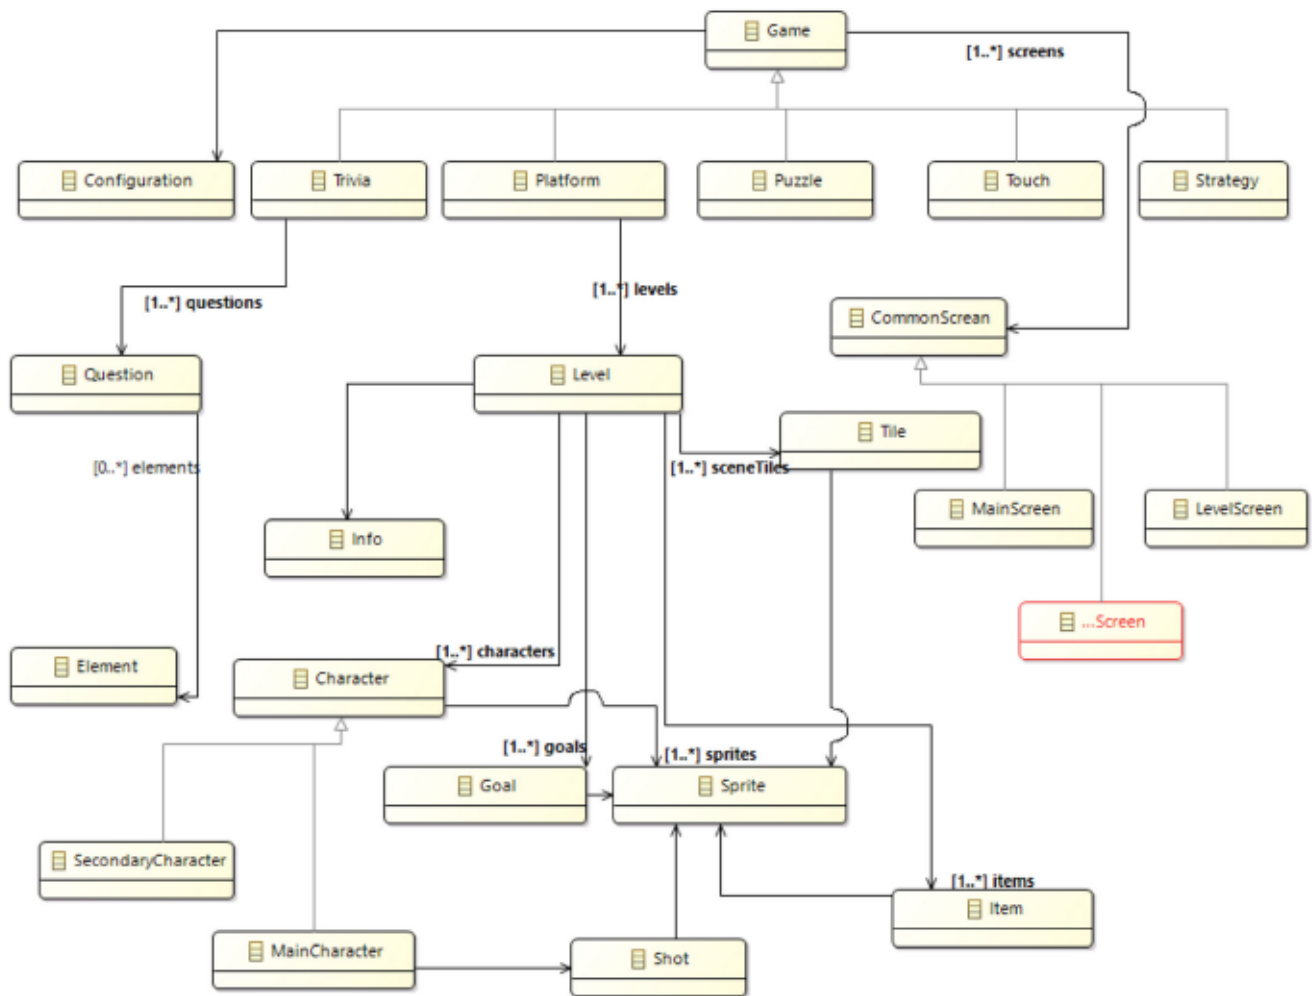 Game
[1..*] screens
Configuration
Trivia
Platform
Puzzle
Touch
Strategy
[1..*] questions
[1..*] levels
CommonScrean
Question
Level
Tile
[0..*] elements
[1..*] sceneTiles
MainScreen
LevelScreen
Info
...Screen
[1..*] characters
Element
Character
[1..*] goals
[1..*] sprites
Goal
Sprite
SecondaryCharacter
[1..*] items
Item
MainCharacter
Shot